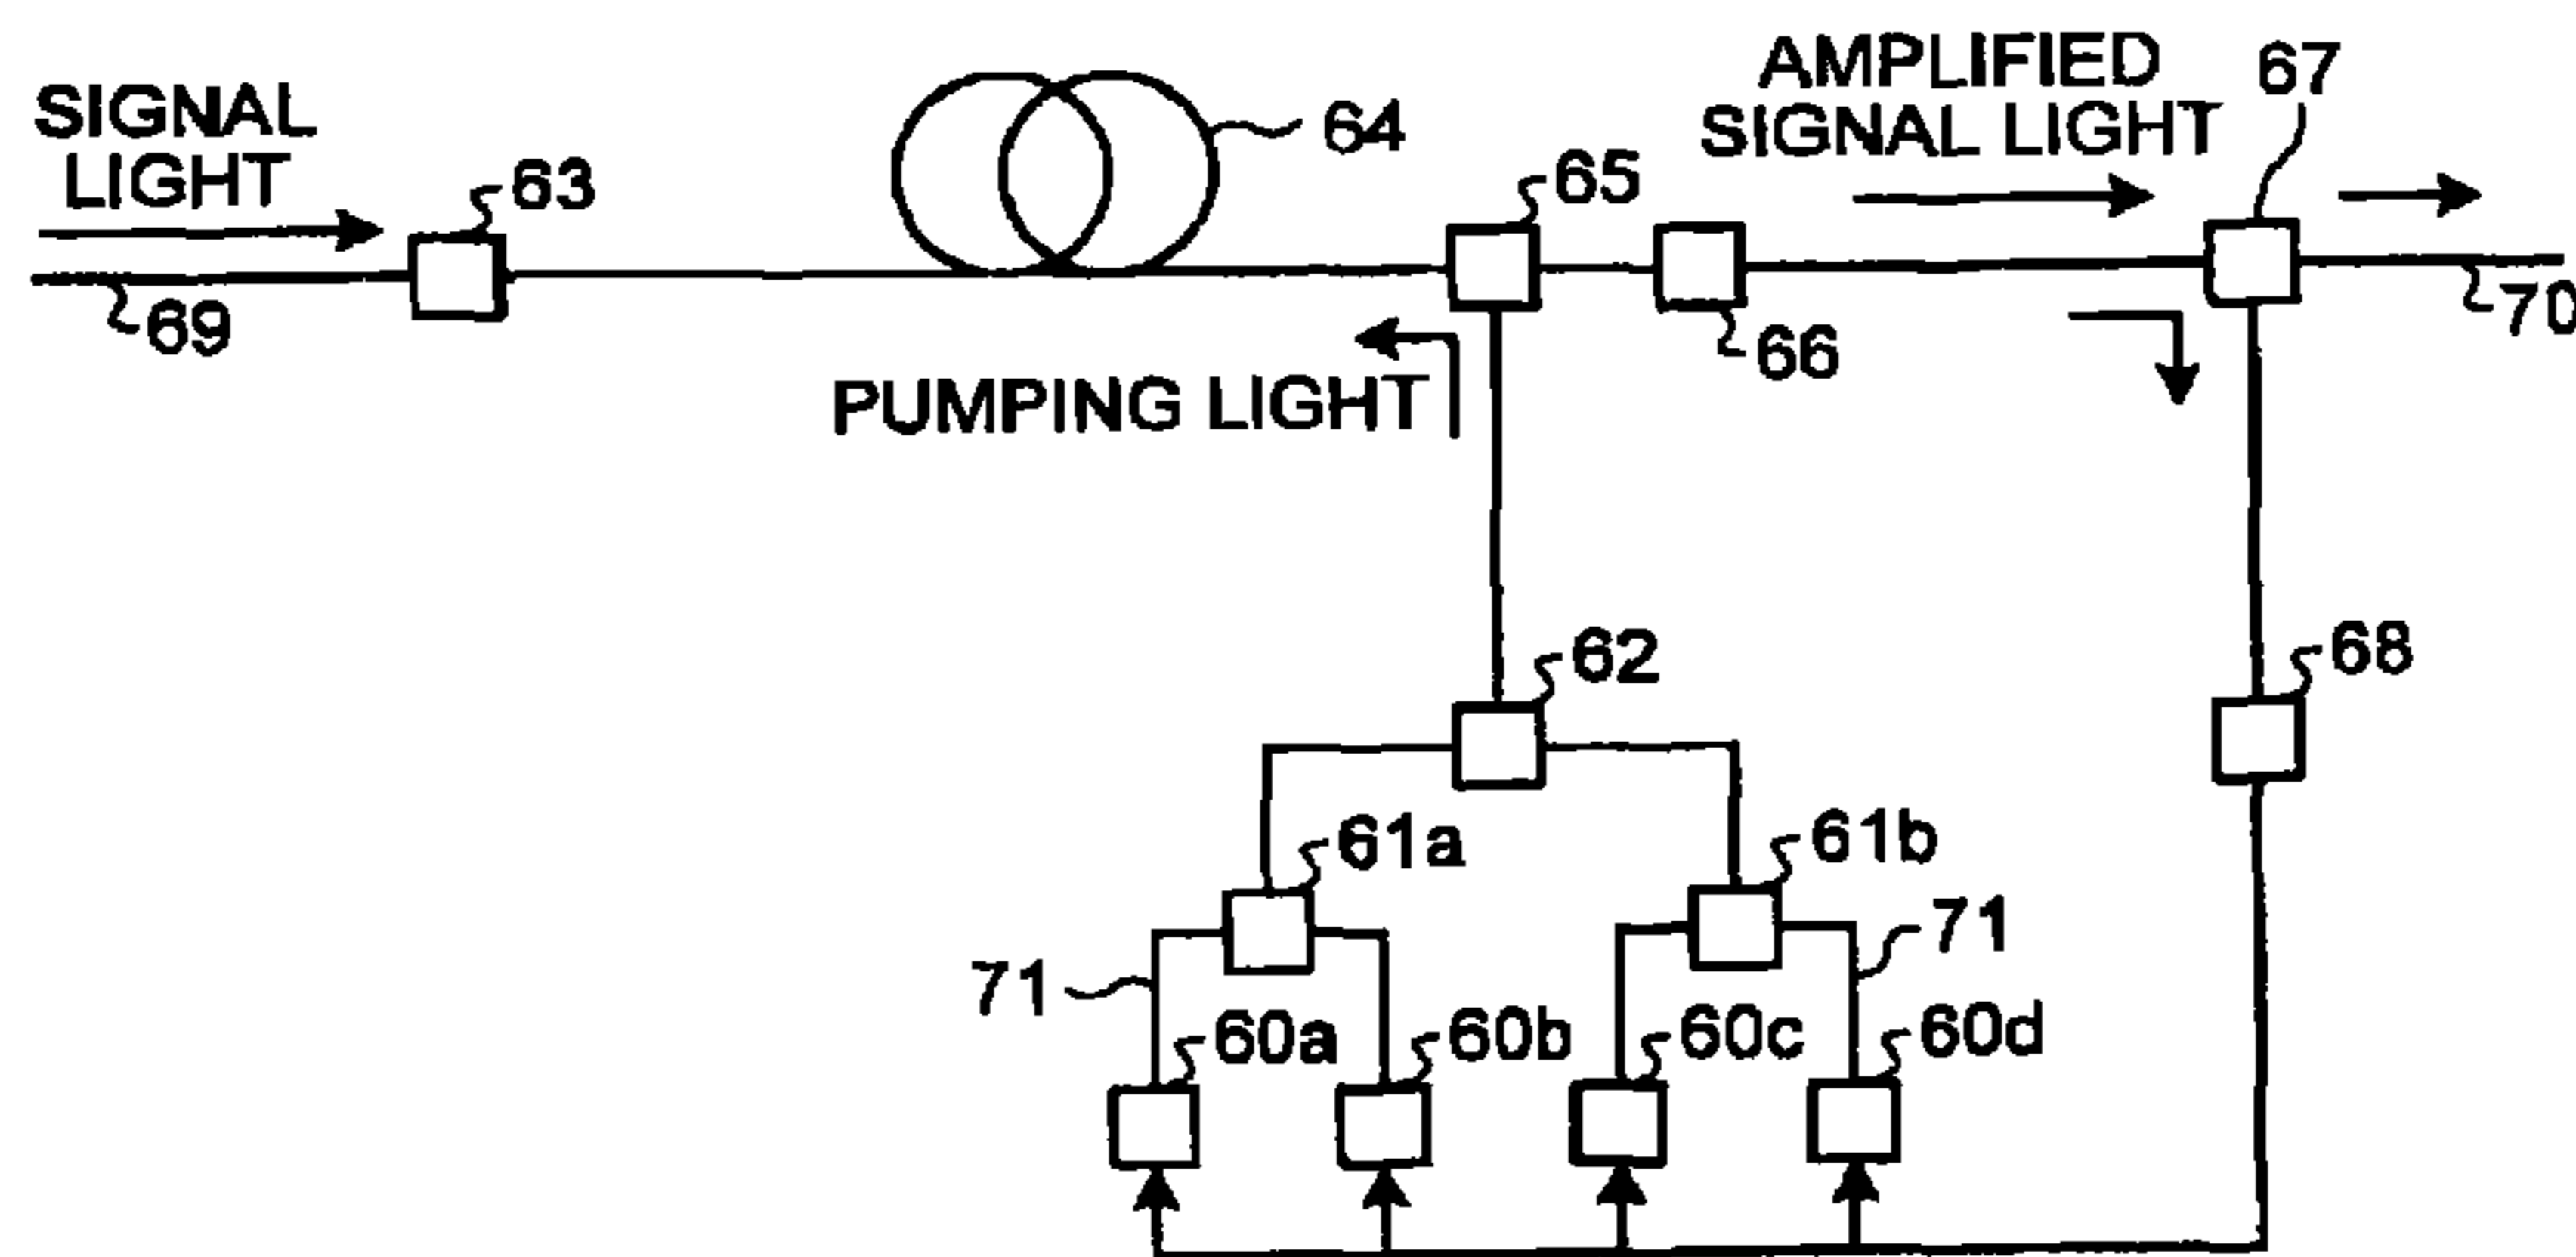 SIGNAL
LIGHT
63
69
64
65
AMPLIFIED
SIGNAL LIGHT
67
66
70
PUMPING LIGHT
62
68
61a
61b
71
71
60a
60b
60c
60d